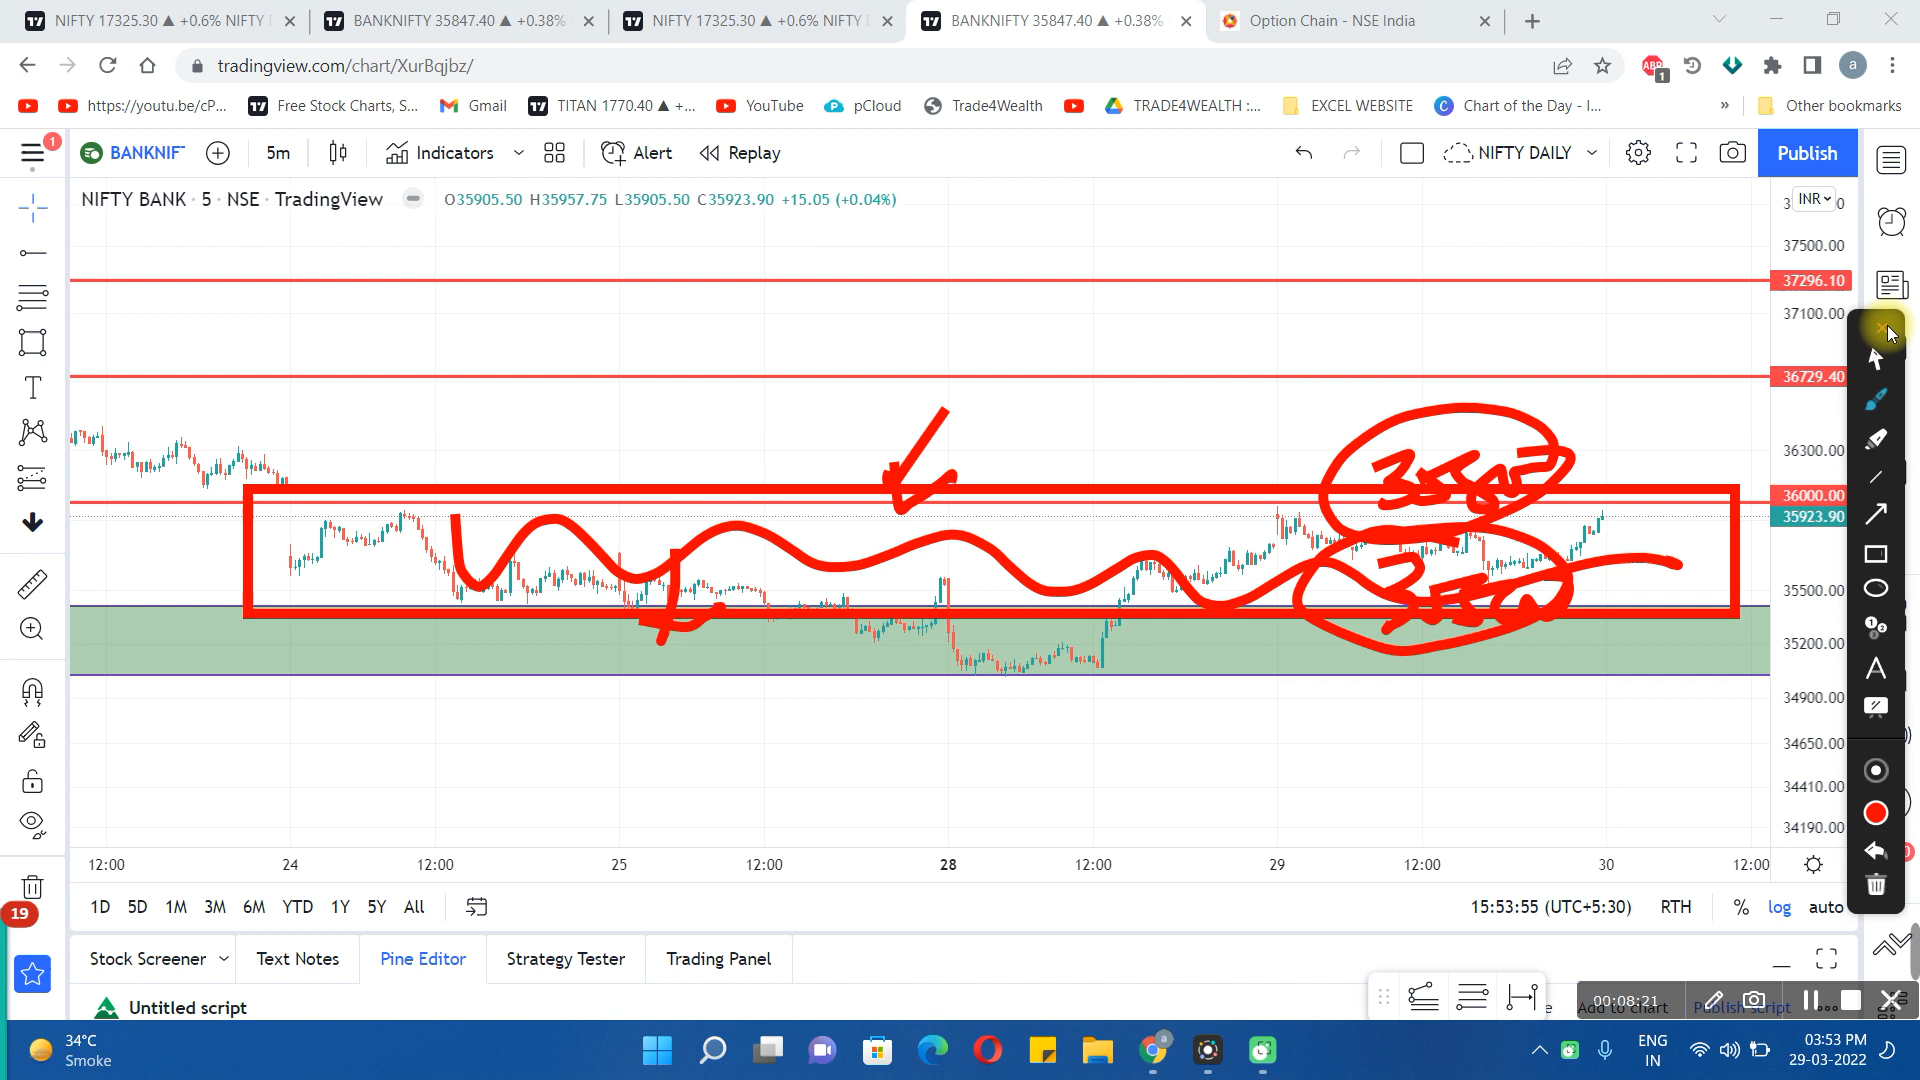 NIFTY 17325.30 ▲ +0.6% NIFTY
BANKNIFTY 35847.40 ▲ +0.38%
NIFTY 17325.30 ▲ +0.6% NIFTY
BANKNIFTY 35847.40 ▲ +0.38%
Option Chain - NSE India
tradingview.com/chart/XurBqjbz/
ABP
1
a
https://youtu.be/cP...
Free Stock Charts, S...
Gmail
TITAN 1770.40 ▲ +...
YouTube
pCloud
Trade4Wealth
TRADE4WEALTH :...
EXCEL WEBSITE
Chart of the Day - I...
»
Other bookmarks
1
BANKNIF
5m
Indicators
Alert
Replay
NIFTY DAILY
Publish
NIFTY BANK · 5 · NSE · TradingView
O35905.50 H35957.75 L35905.50 C35923.90 +15.05 (+0.04%)
INR
37500.00
37296.10
37100.00
36729.40
36300.00
36000.00
35923.90
35500.00
35200.00
34900.00
34650.00
34410.00
34190.00
12:00 24 12:00 25 12:00 28 12:00 29 12:00 30 12:00
19
1D 5D 1M 3M 6M YTD 1Y 5Y All
15:53:55 (UTC+5:30) RTH % log auto
Stock Screener Text Notes Pine Editor Strategy Tester Trading Panel
Untitled script
Add to chart
Publish script
00:08:21
34°C
Smoke
ENG
IN
03:53 PM
29-03-2022